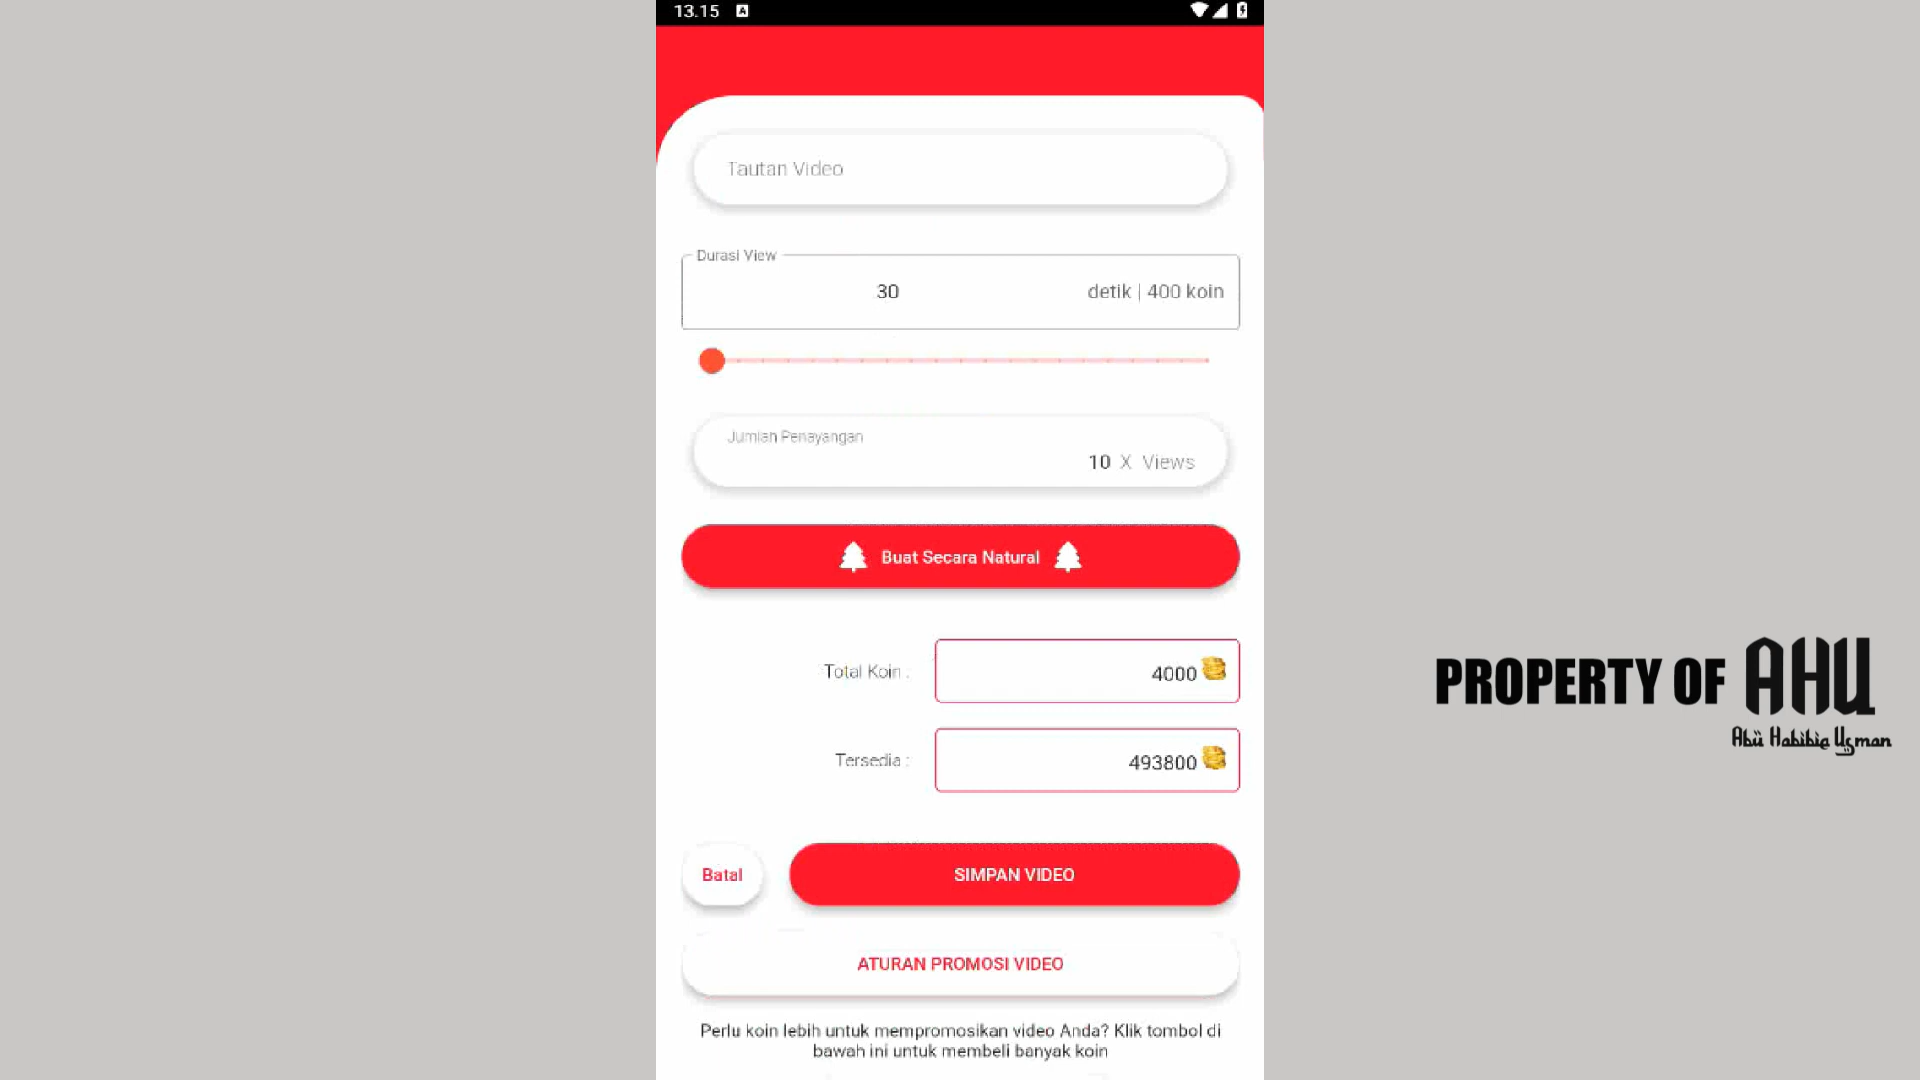 13.15
Tautan Video
Durasi View
30 detik | 400 koin
Jumlah Penayangan
10 X Views
Buat Secara Natural
Total Koin :
4000
Tersedia :
493800
Batal
SIMPAN VIDEO
ATURAN PROMOSI VIDEO
Perlu koin lebih untuk mempromosikan video Anda? Klik tombol di
bawah ini untuk membeli banyak koin
PROPERTY OF AHU
Abü Habibie Usman